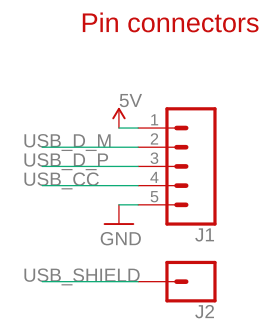 Pin connectors
5V
1
USB_D_M 2
USB_D_P 3
USB_CC 4
5
GND
J1
USB_SHIELD
J2